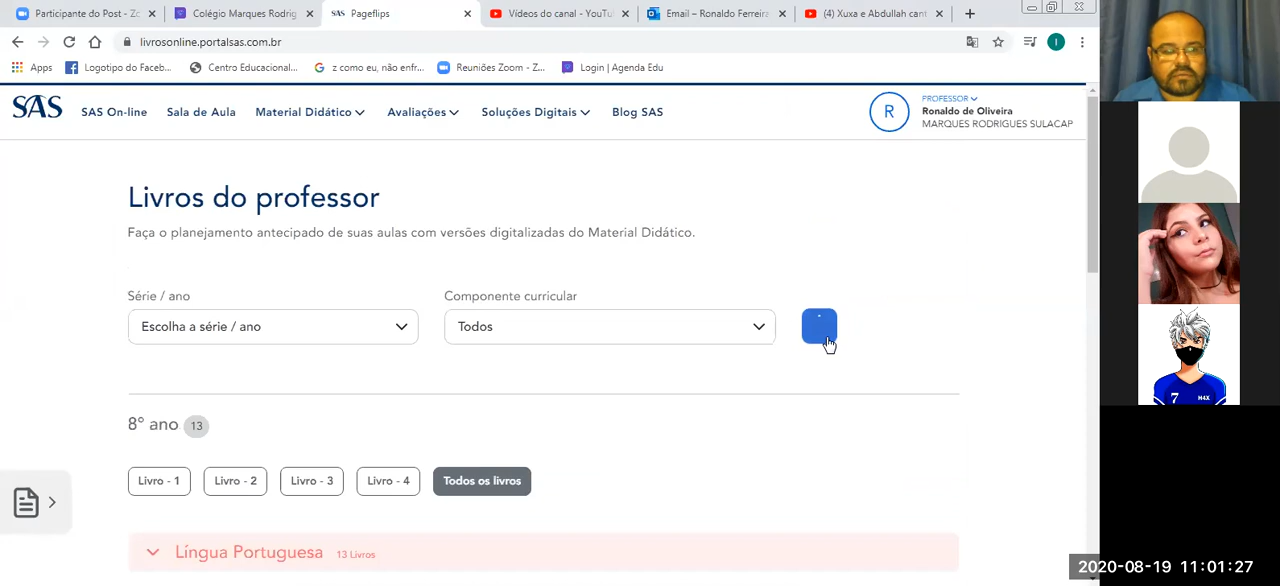 Participante do Post - Zo
Colégio Marques Rodrig
SAS Pageflips
Vídeos do canal - YouTu
Email – Ronaldo Ferreira
(4) Xuxa e Abdullah cant
livrosonline.portalsas.com.br
I
Apps
Logotipo do Faceb...
Centro Educacional...
z como eu, não enfr...
Reuniões Zoom - Z...
Login | Agenda Edu
SAS
SAS On-line
Sala de Aula
Material Didático
Avaliações
Soluções Digitais
Blog SAS
R
PROFESSOR
Ronaldo de Oliveira
MARQUES RODRIGUES SULACAP
Livros do professor
Faça o planejamento antecipado de suas aulas com versões digitalizadas do Material Didático.
Série / ano
Componente curricular
Escolha a série / ano
Todos
8° ano 13
Livro - 1
Livro - 2
Livro - 3
Livro - 4
Todos os livros
Língua Portuguesa 13 Livros
7 H4X
2020-08-19 11:01:27